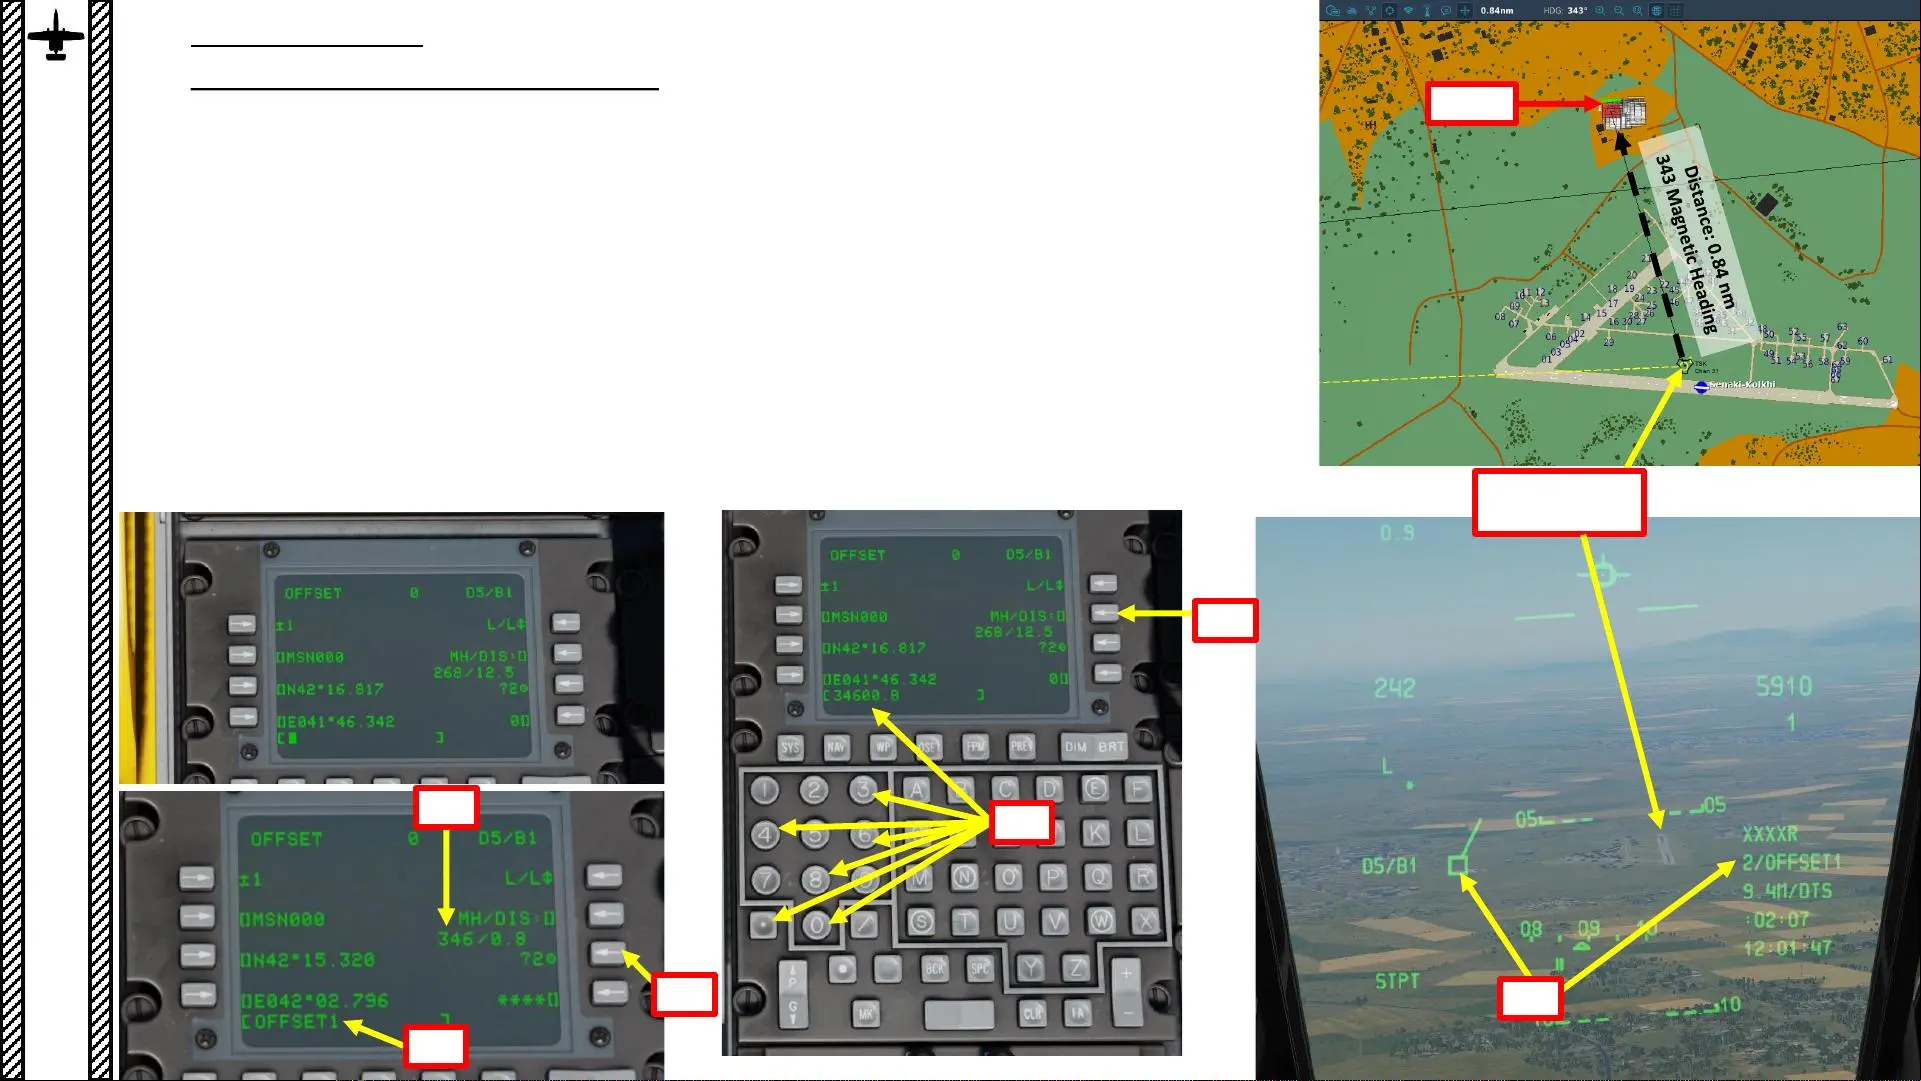 0.84nm
HDG: 343°
Distance: 0.84 nm
343 Magnetic Heading
TSK
Chan 31
Senaki-Kolkhi
OFFSET 0 D5/B1
±1 L/L
MSN000 MH/DIS:
268/12.5
N42°16.817 ?2
E041°46.342 0
[ ]
OFFSET 0 D5/B1
±1 L/L
MSN000 MH/DIS:
346/0.8
N42°15.320 ?2
E042°02.796 ****
[OFFSET1 ]
OFFSET 0 D5/B1
±1 L/L
MSN000 MH/DIS:
268/12.5
N42°16.817 ?2
E041°46.342 0
[34600.8 ]
SYS NAV WP FPM PREV DIM BRT
1 2 3 A C D E F
4 5 6 K L
7 8 M N O P Q R
0 / S T U V W X
BCK SPC Y Z
P G MK CLR FA
0.9
242 5910
1
L
05 05
XXXXR
D5/B1 2/OFFSET1
9.4M/DTS
08 09 :02:07
12:01:47
STPT
10 10